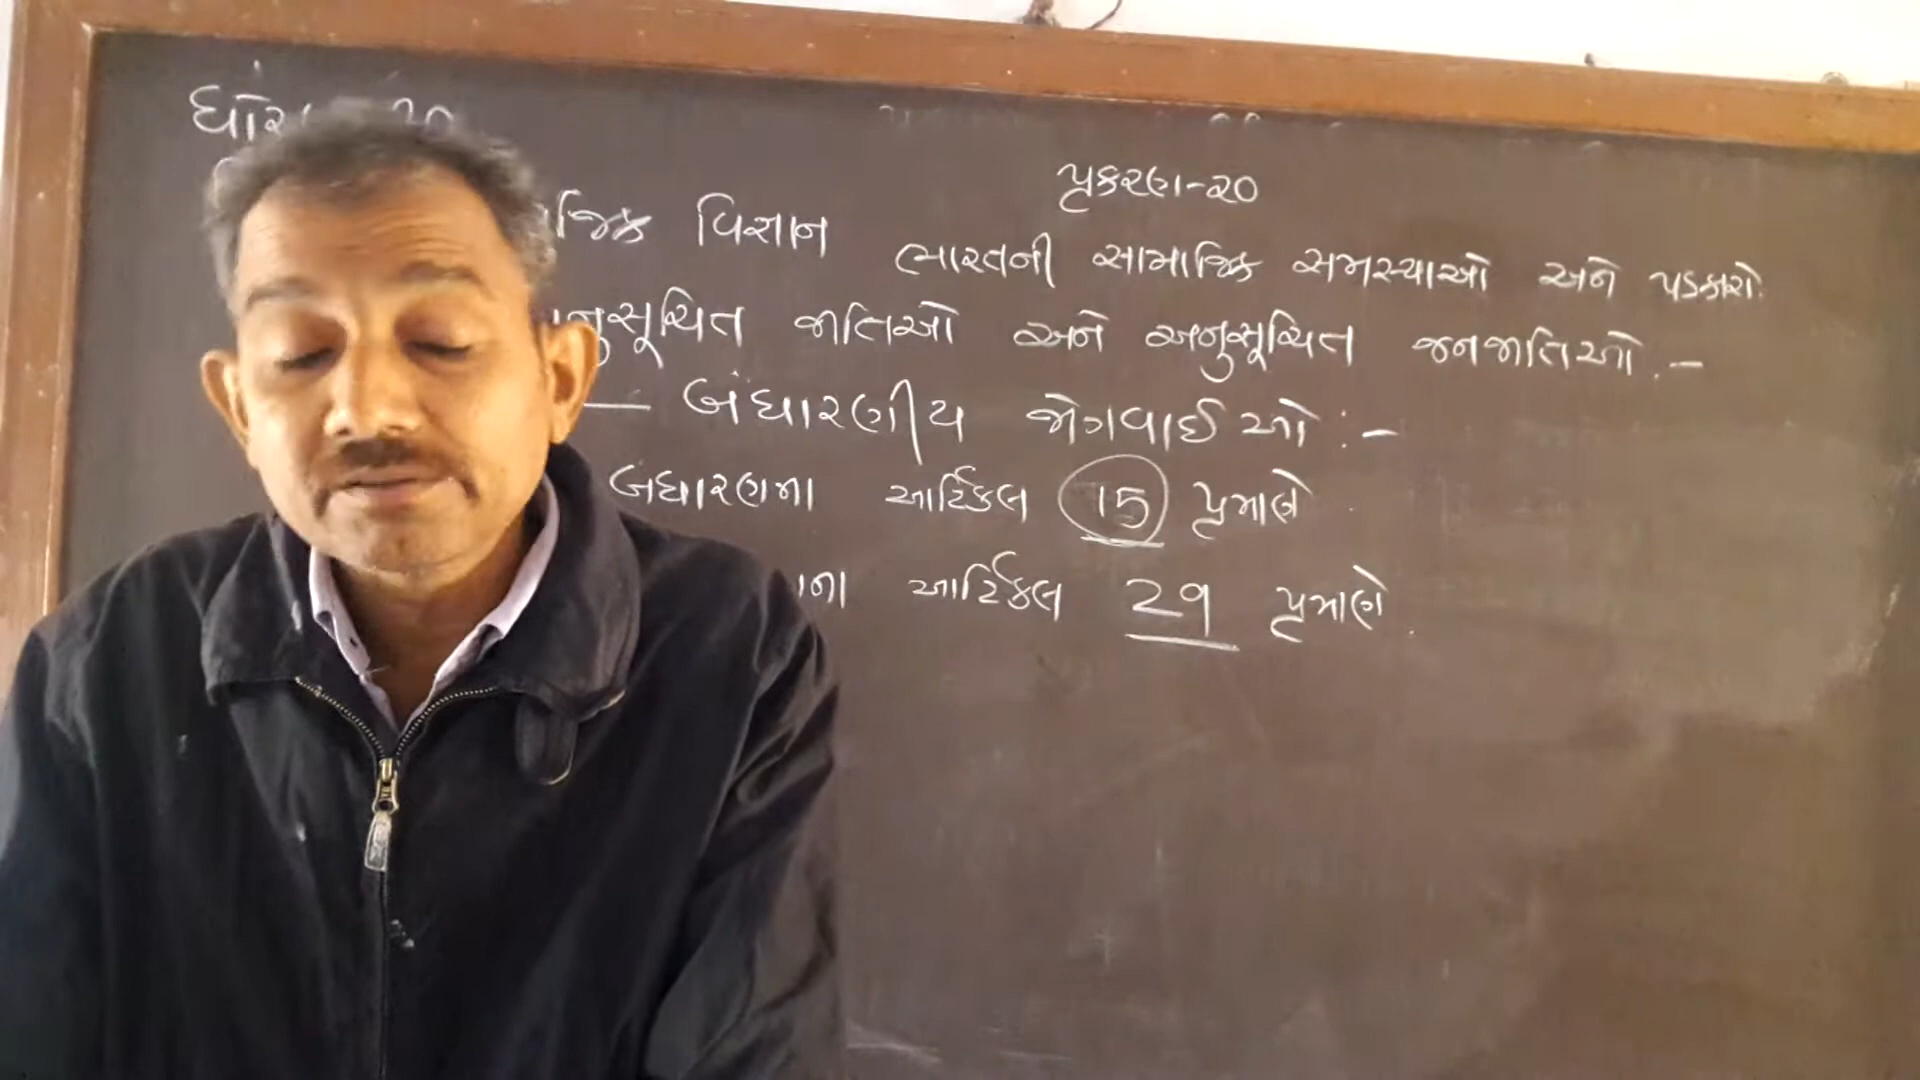 પ્રકરણ-૨૦
વિજ્ઞાન
ભારતની સામાજિક સમસ્યાઓ અને પડકારો.
જાતિઓ અને અનુસૂચિત જનજાતિઓ.-
- બંધારણીય જોગવાઈઓ :-
બંધારણના આર્ટિકલ 15 પ્રમાણે
આર્ટિકલ 29 પ્રમાણે.